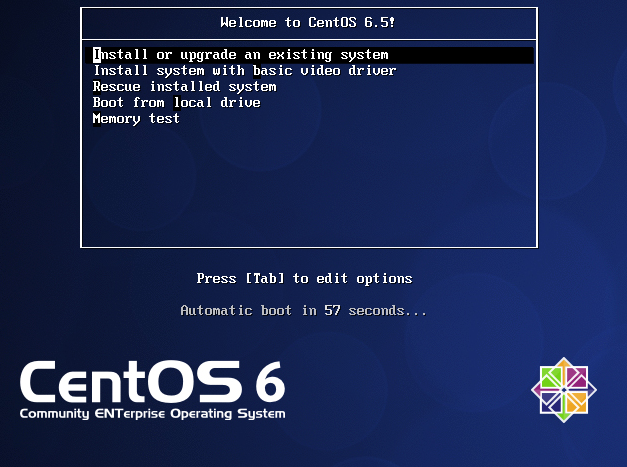 Welcome to CentOS 6.5!
Install or upgrade an existing system
Install system with basic video driver
Rescue installed system
Boot from local drive
Memory test
Press [Tab] to edit options
Automatic boot in 57 seconds...
CentOS 6
Community ENTerprise Operating System